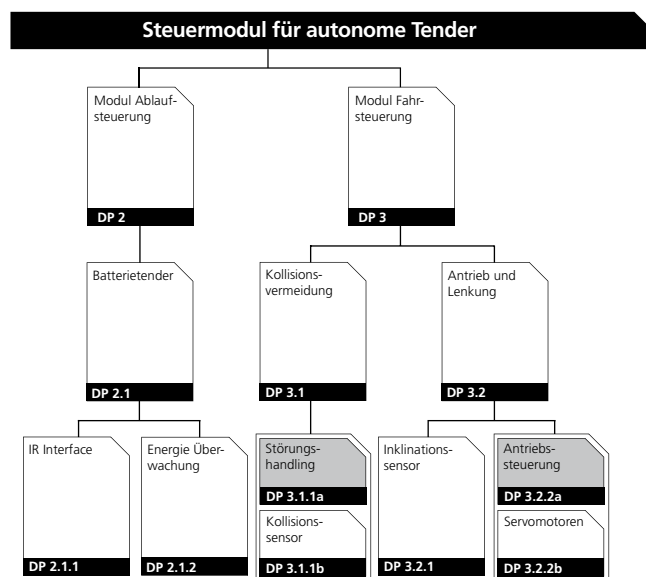 Steuermodul für autonome Tender
Modul Ablauf-
steuerung
DP 2
Modul Fahr-
steuerung
DP 3
Batterietender
DP 2.1
Kollisions-
vermeidung
DP 3.1
Antrieb und
Lenkung
DP 3.2
IR Interface
DP 2.1.1
Energie Über-
wachung
DP 2.1.2
Störungs-
handling
DP 3.1.1a
Kollisions-
sensor
DP 3.1.1b
Inklinations-
sensor
DP 3.2.1
Antriebs-
steuerung
DP 3.2.2a
Servomotoren
DP 3.2.2b